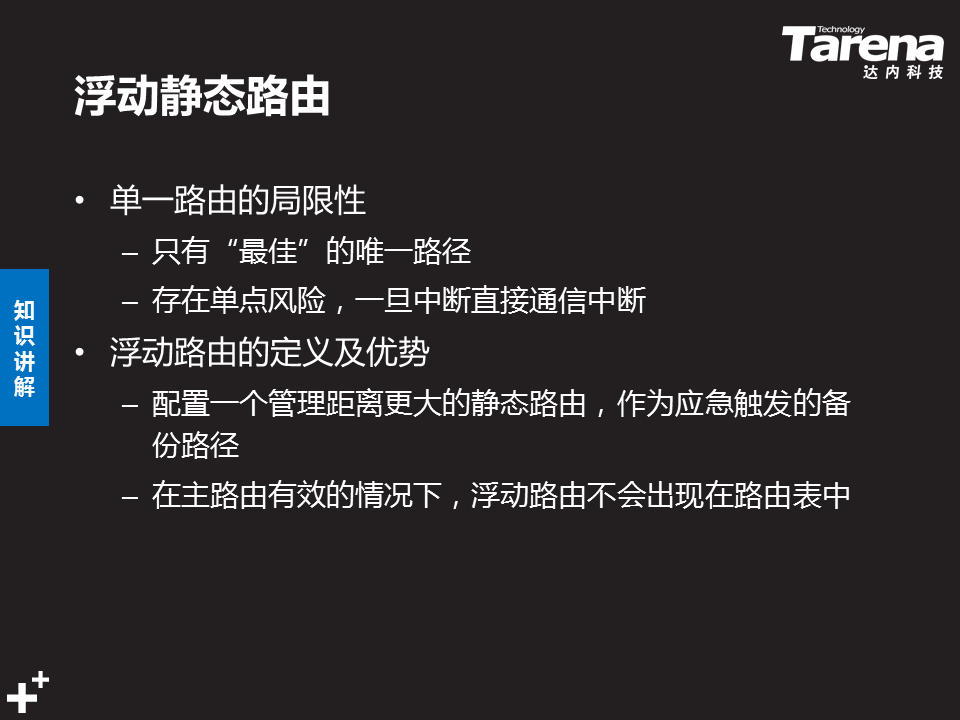 Technology
Tarena
达内科技
浮动静态路由
• 单一路由的局限性
– 只有“最佳”的唯一路径
– 存在单点风险，一旦中断直接通信中断
• 浮动路由的定义及优势
– 配置一个管理距离更大的静态路由，作为应急触发的备
份路径
– 在主路由有效的情况下，浮动路由不会出现在路由表中
知
识
讲
解